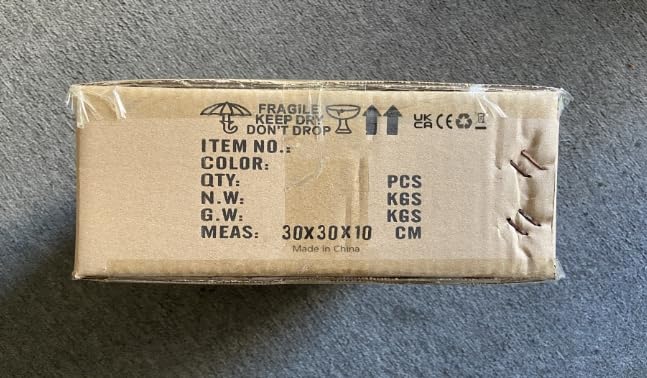 FRAGILE
KEEP DRY
DON'T DROP
UK CA CE
ITEM NO.:
COLOR:
QTY: PCS
N.W: KGS
G.W: KGS
MEAS: 30X30X10 CM
Made in China